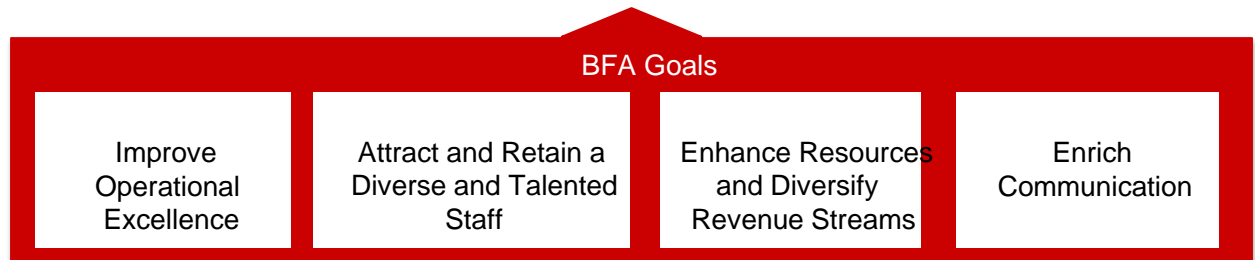 BFA Goals
Improve
Operational
Excellence
Attract and Retain a
Diverse and Talented
Staff
Enhance Resources
and Diversify
Revenue Streams
Enrich
Communication